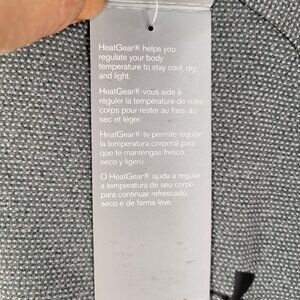 HeatGear® helps you
regulate your body
temperature to stay cool, dry,
and light.
HeatGear® vous aide à
réguler la température de votre
corps pour rester au frais, au
sec et léger.
HeatGear® te permite regular
la temperatura corporal para
que te mantengas fresco,
seco y ligero.
O HeatGear® ajuda a regular
a temperatura de seu corpo
para continuar refrescado,
seco e de forma leve.